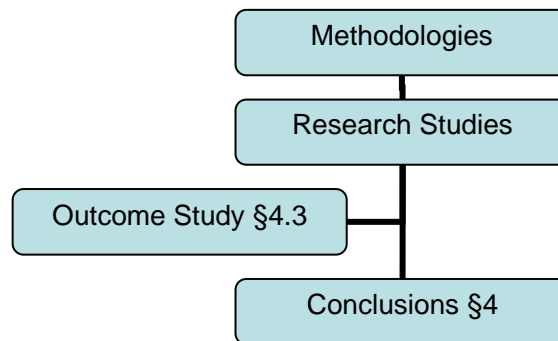 Methodologies
Research Studies
Outcome Study §4.3
Conclusions §4